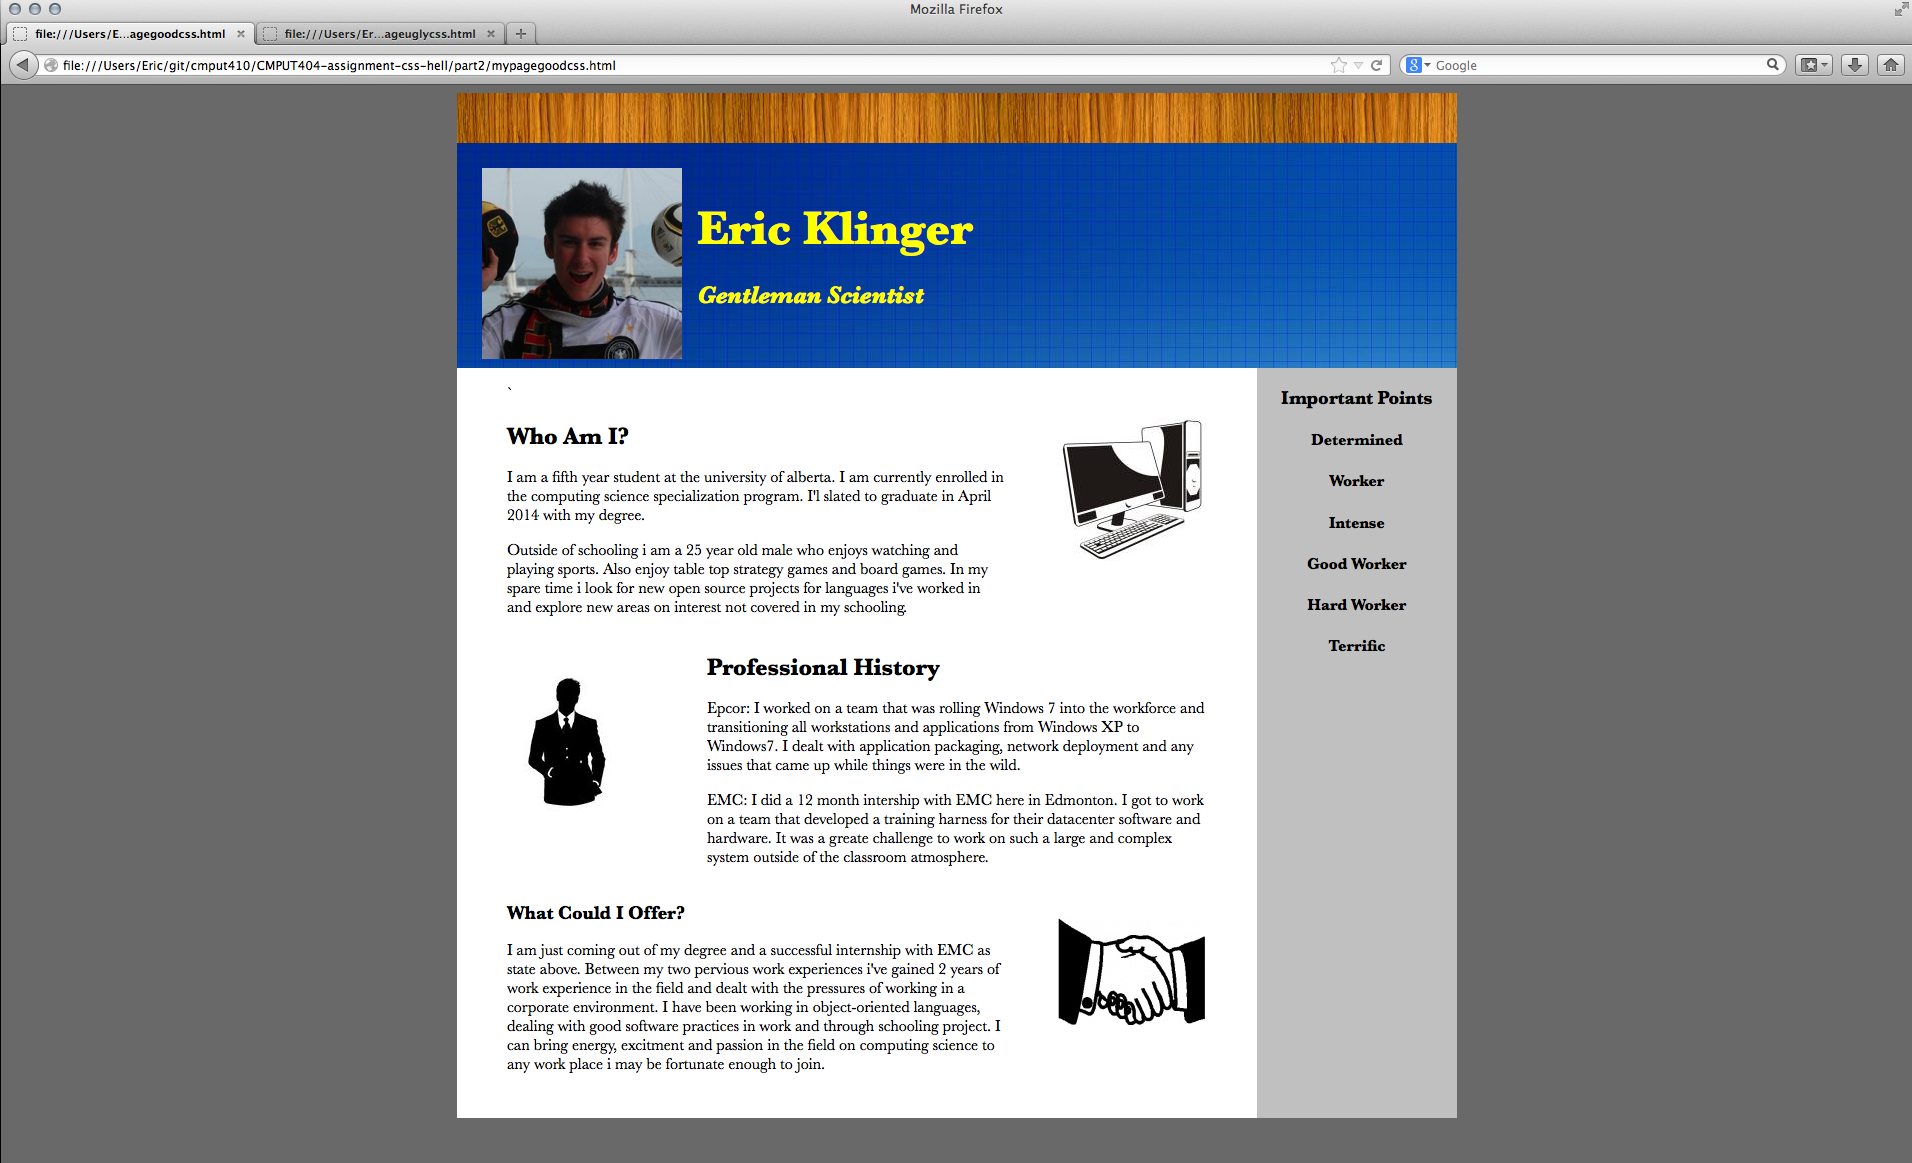 Mozilla Firefox
file:///Users/E...agegoodcss.html
file:///Users/Er...ageuglycss.html
file:///Users/Eric/git/cmput410/CMPUT404-assignment-css-hell/part2/mypagegoodcss.html
Google
Eric Klinger
Gentleman Scientist
`
Who Am I?
I am a fifth year student at the university of alberta. I am currently enrolled in
the computing science specialization program. I'l slated to graduate in April
2014 with my degree.
Outside of schooling i am a 25 year old male who enjoys watching and
playing sports. Also enjoy table top strategy games and board games. In my
spare time i look for new open source projects for languages i've worked in
and explore new areas on interest not covered in my schooling.
Professional History
Epcor: I worked on a team that was rolling Windows 7 into the workforce and
transitioning all workstations and applications from Windows XP to
Windows7. I dealt with application packaging, network deployment and any
issues that came up while things were in the wild.
EMC: I did a 12 month intership with EMC here in Edmonton. I got to work
on a team that developed a training harness for their datacenter software and
hardware. It was a greate challenge to work on such a large and complex
system outside of the classroom atmosphere.
What Could I Offer?
I am just coming out of my degree and a successful internship with EMC as
state above. Between my two pervious work experiences i've gained 2 years of
work experience in the field and dealt with the pressures of working in a
corporate environment. I have been working in object-oriented languages,
dealing with good software practices in work and through schooling project. I
can bring energy, excitment and passion in the field on computing science to
any work place i may be fortunate enough to join.
Important Points
Determined
Worker
Intense
Good Worker
Hard Worker
Terrific